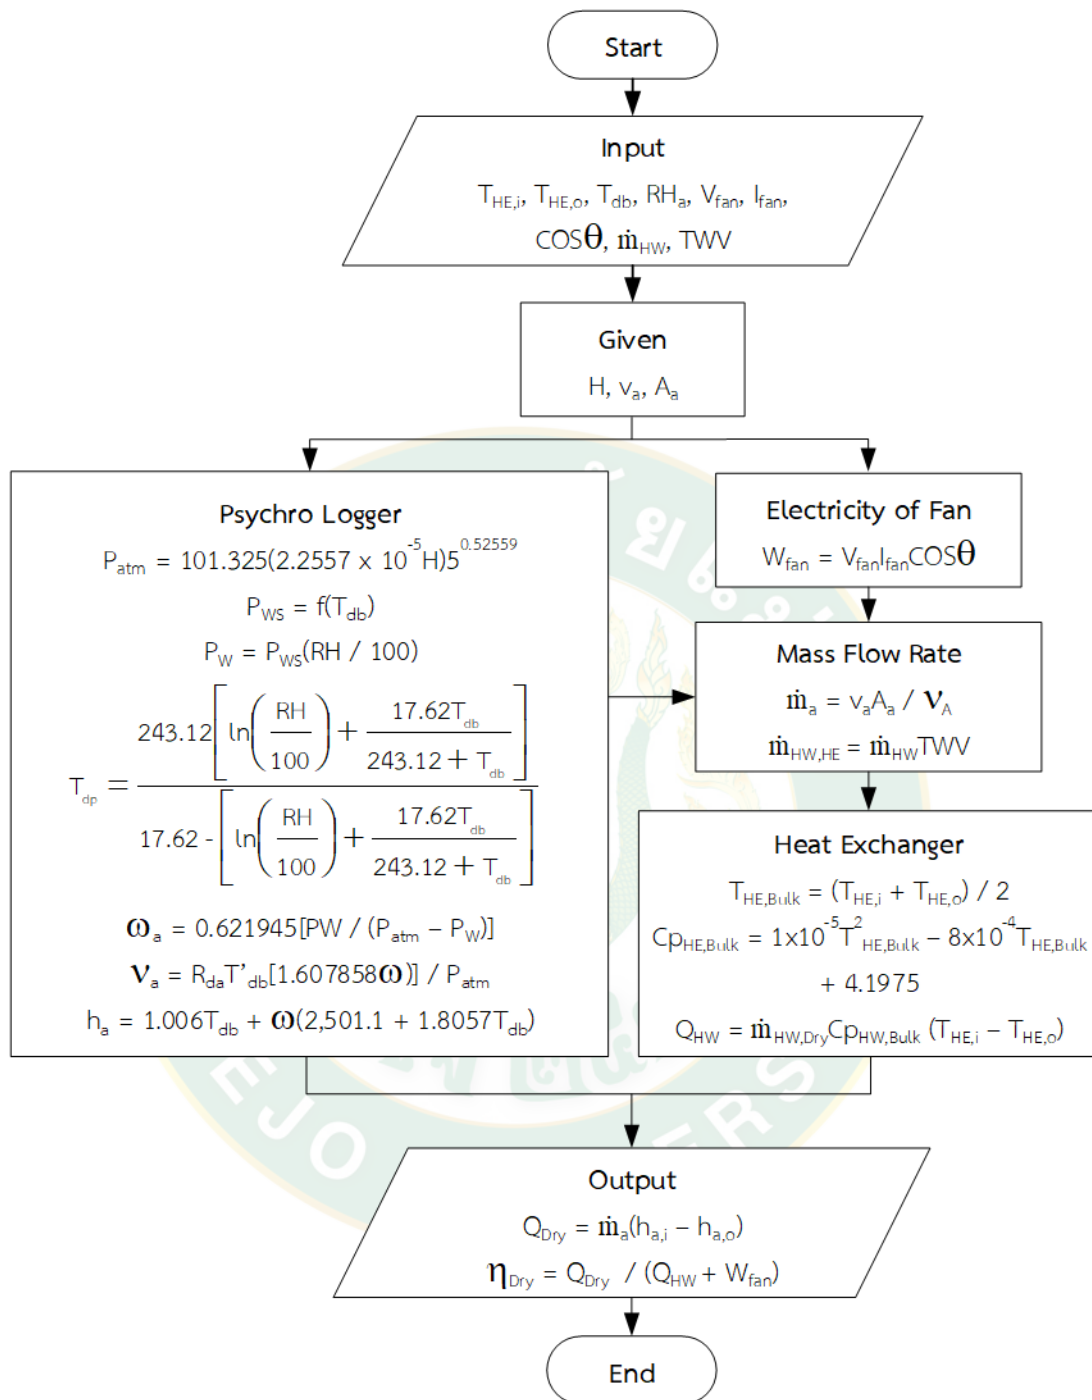 Start
Input
T_HE,i, T_HE,o, T_db, RH_a, V_fan, I_fan,
COSθ, ṁ_HW, TWV
Given
H, v_a, A_a
Psychro Logger
P_atm = 101.325(2.2557 x 10^-5 H)5^0.52559
P_WS = f(T_db)
P_W = P_WS(RH / 100)
T_dp = 243.12[ln(RH/100) + 17.62T_db/243.12 + T_db]
17.62 - [ln(RH/100) + 17.62T_db/243.12 + T_db]
ω_a = 0.621945[PW / (P_atm – P_W)]
ν_a = R_da T'_db[1.607858ω)] / P_atm
h_a = 1.006T_db + ω(2,501.1 + 1.8057T_db)
Electricity of Fan
W_fan = V_fan I_fan COSθ
Mass Flow Rate
ṁ_a = v_a A_a / ν_A
ṁ_HW,HE = ṁ_HW TWV
Heat Exchanger
T_HE,Bulk = (T_HE,i + T_HE,o) / 2
Cp_HE,Bulk = 1x10^-5 T^2_HE,Bulk – 8x10^-4 T_HE,Bulk
+ 4.1975
Q_HW = ṁ_HW,Dry Cp_HW,Bulk (T_HE,i – T_HE,o)
Output
Q_Dry = ṁ_a(h_a,i – h_a,o)
η_Dry = Q_Dry / (Q_HW + W_fan)
End